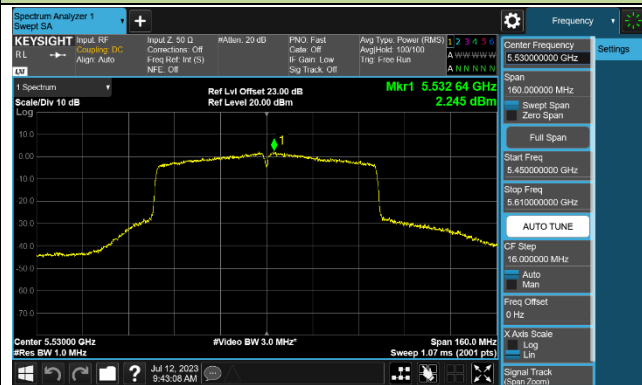 Spectrum Analyzer 1
Swept SA
Frequency
KEYSIGHT
Input: RF
Input Z: 50 Ω
#Atten: 20 dB
PNO: Fast
Avg Type: Power (RMS)
1 2 3 4 5 6
RL
Coupling: DC
Corrections: Off
Gate: Off
Avg|Hold: 100/100
A W W W W W
Align: Auto
Freq Ref: Int (S)
IF Gain: Low
Trig: Free Run
NFE: Off
Sig Track: Off
A N N N N N
LXI
1 Spectrum
Ref Lvl Offset 23.00 dB
Mkr1 5.532 64 GHz
Scale/Div 10 dB
Ref Level 20.00 dBm
2.245 dBm
Log
10.0
0.00
10.0
20.0
30.0
40.0
50.0
60.0
70.0
1
Center 5.53000 GHz
#Video BW 3.0 MHz*
Span 160.0 MHz
#Res BW 1.0 MHz
Sweep 1.07 ms (2001 pts)
Center Frequency
5.530000000 GHz
Settings
Span
160.000000 MHz
Swept Span
Zero Span
Full Span
Start Freq
5.450000000 GHz
Stop Freq
5.610000000 GHz
AUTO TUNE
CF Step
16.000000 MHz
Auto
Man
Freq Offset
0 Hz
X Axis Scale
Log
Lin
Signal Track
(Span Zoom)
?
Jul 12, 2023
9:43:08 AM